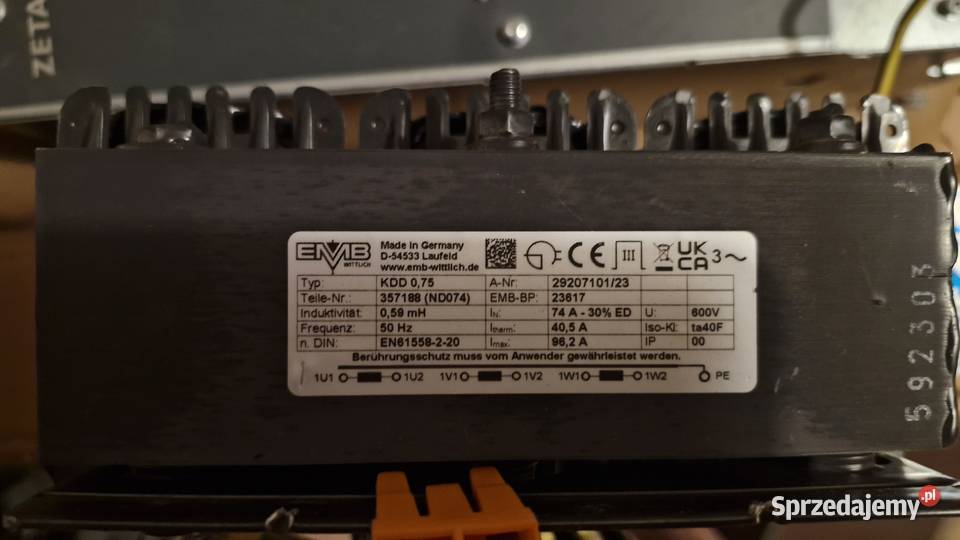 ZETA
EMB
WITTLICH
Made in Germany
D-54533 Laufeld
www.emb-wittlich.de
CE
III
UK
CA
3~
Typ: KDD 0,75 A-Nr: 29207101/23
Teile-Nr.: 357188 (ND074) EMB-BP: 23617
Induktivität: 0,59 mH IN: 74 A - 30% ED U: 600V
Frequenz: 50 Hz Itherm.: 40,5 A Iso-Kl: ta40F
n. DIN: EN61558-2-20 Imax: 96,2 A IP 00
Berührungsschutz muss vom Anwender gewährleistet werden.
1U1 1U2 1V1 1V2 1W1 1W2 PE
592303
Sprzedajemy.pl